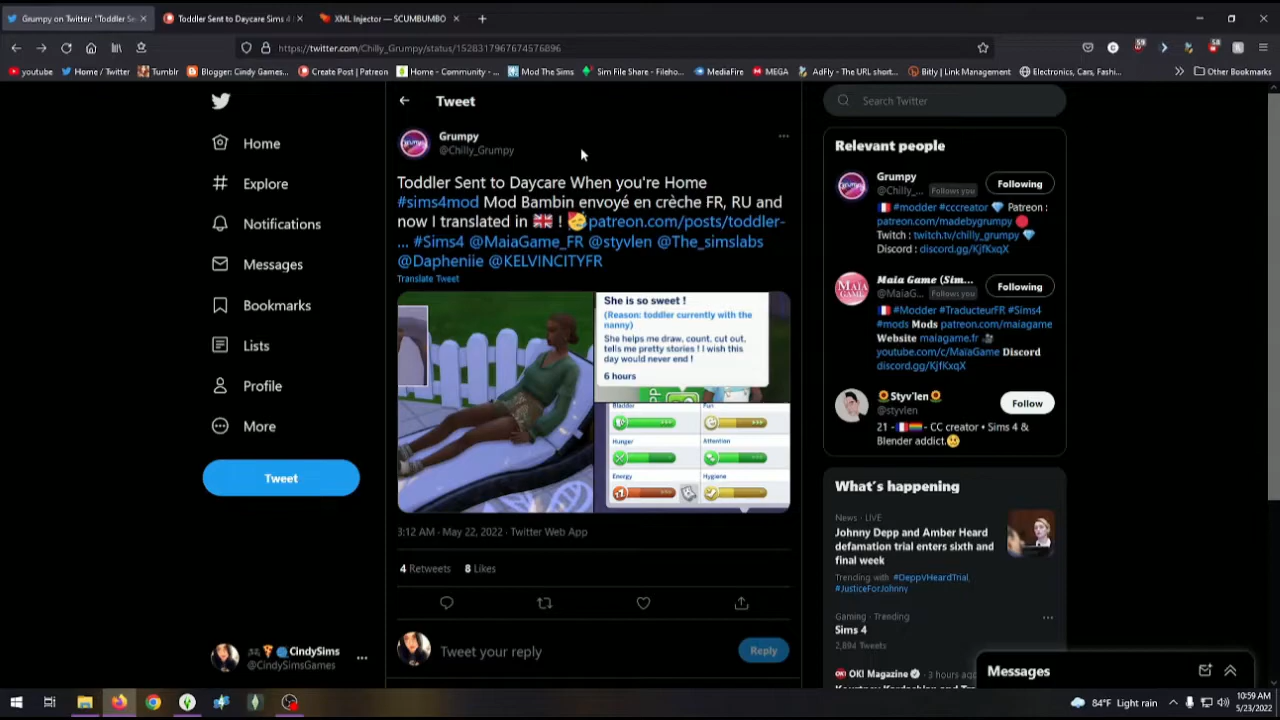 Grumpy on Twitter: "Toddler Se
Toddler Sent to Daycare Sims 4
XML Injector — SCUMBUMBO
https://twitter.com/Chilly_Grumpy/status/1528317967674576896
youtube
Home / Twitter
Tumblr
Blogger: Cindy Games...
Create Post | Patreon
Home - Community - ...
Mod The Sims
Sim File Share - Fileho...
MediaFire
MEGA
AdFly - The URL short...
Bitly | Link Management
Electronics, Cars, Fashi...
Other Bookmarks
Home
Explore
Notifications
Messages
Bookmarks
Lists
Profile
More
Tweet
CindySims
@CindySimsGames
Tweet
Grumpy
@Chilly_Grumpy
Toddler Sent to Daycare When you're Home
#sims4mod Mod Bambin envoyé en crèche FR, RU and
now I translated in 🇬🇧 ! 🥳patreon.com/posts/toddler-
... #Sims4 @MaiaGame_FR @styvlen @The_simslabs
@Dapheniie @KELVINCITYFR
Translate Tweet
She is so sweet !
(Reason: toddler currently with the
nanny)
She helps me draw, count, cut out,
tells me pretty stories ! I wish this
day would never end !
6 hours
Bladder
Fun
Hunger
Attention
Energy
Hygiene
3:12 AM · May 22, 2022 · Twitter Web App
4 Retweets 8 Likes
Tweet your reply
Reply
Search Twitter
Relevant people
Grumpy
@Chilly_... Follows you
Following
🇫🇷 #modder #cccreator 💎 Patreon :
patreon.com/madebygrumpy 🔴
Twitch : twitch.tv/chilly_grumpy 💎
Discord : discord.gg/KjfKxqX
Maia Game (Sim...
@MaiaG... Follows you
Following
🇫🇷 #Modder #TraducteurFR #Sims4
#mods Mods patreon.com/maiagame
Website maiagame.fr 🎥
youtube.com/c/MaïaGame Discord
discord.gg/KjfKxqX
🌻Styv'len🌻
@styvlen
Follow
21 -🇫🇷🏳️‍🌈- CC creator • Sims 4 &
Blender addict.
What's happening
News · LIVE
Johnny Depp and Amber Heard
defamation trial enters sixth and
final week
Trending with #DeppVHeardTrial,
#JusticeForJohnny
Gaming · Trending
Sims 4
2,894 Tweets
OK! Magazine · 3 hours ago
Messages
84°F Light rain
10:59 AM
5/23/2022